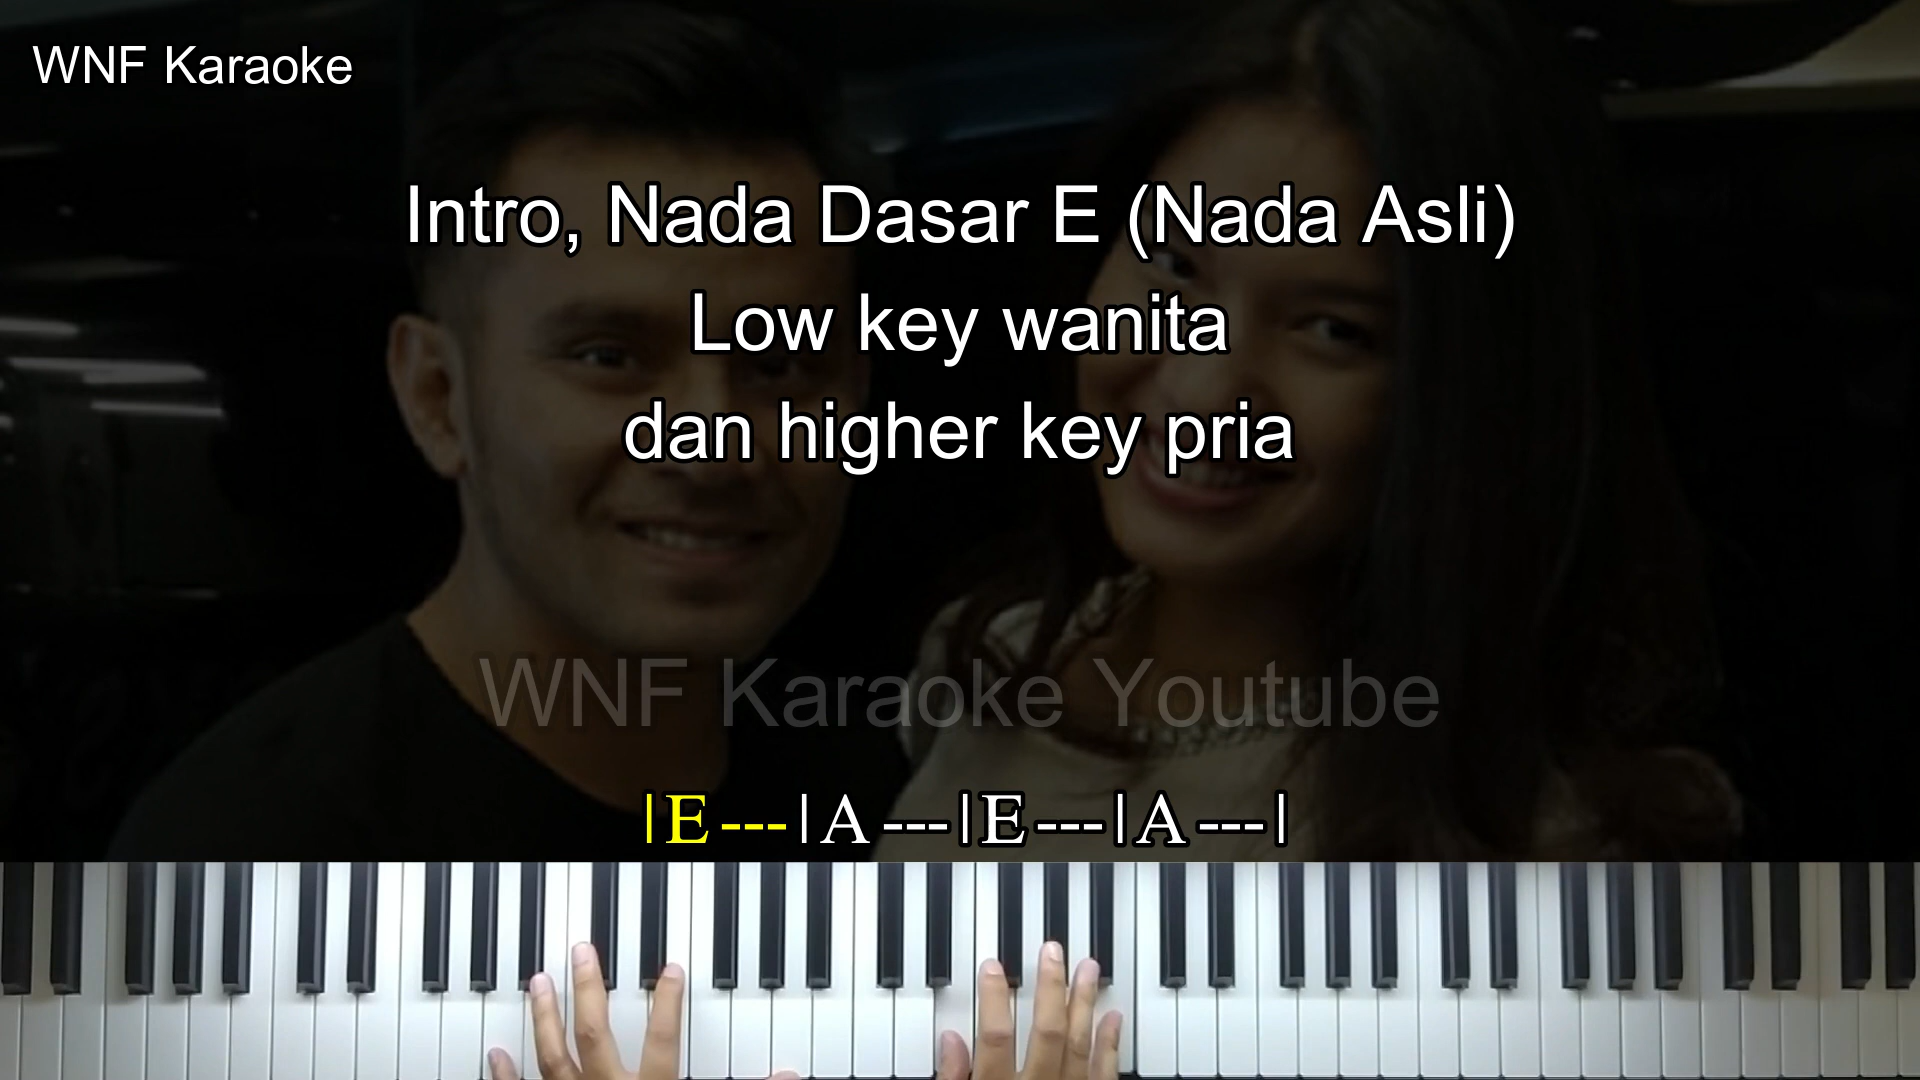 WNF Karaoke
Intro, Nada Dasar E (Nada Asli)
Low key wanita
dan higher key pria
WNF Karaoke Youtube
|E---|A---|E---|A---|